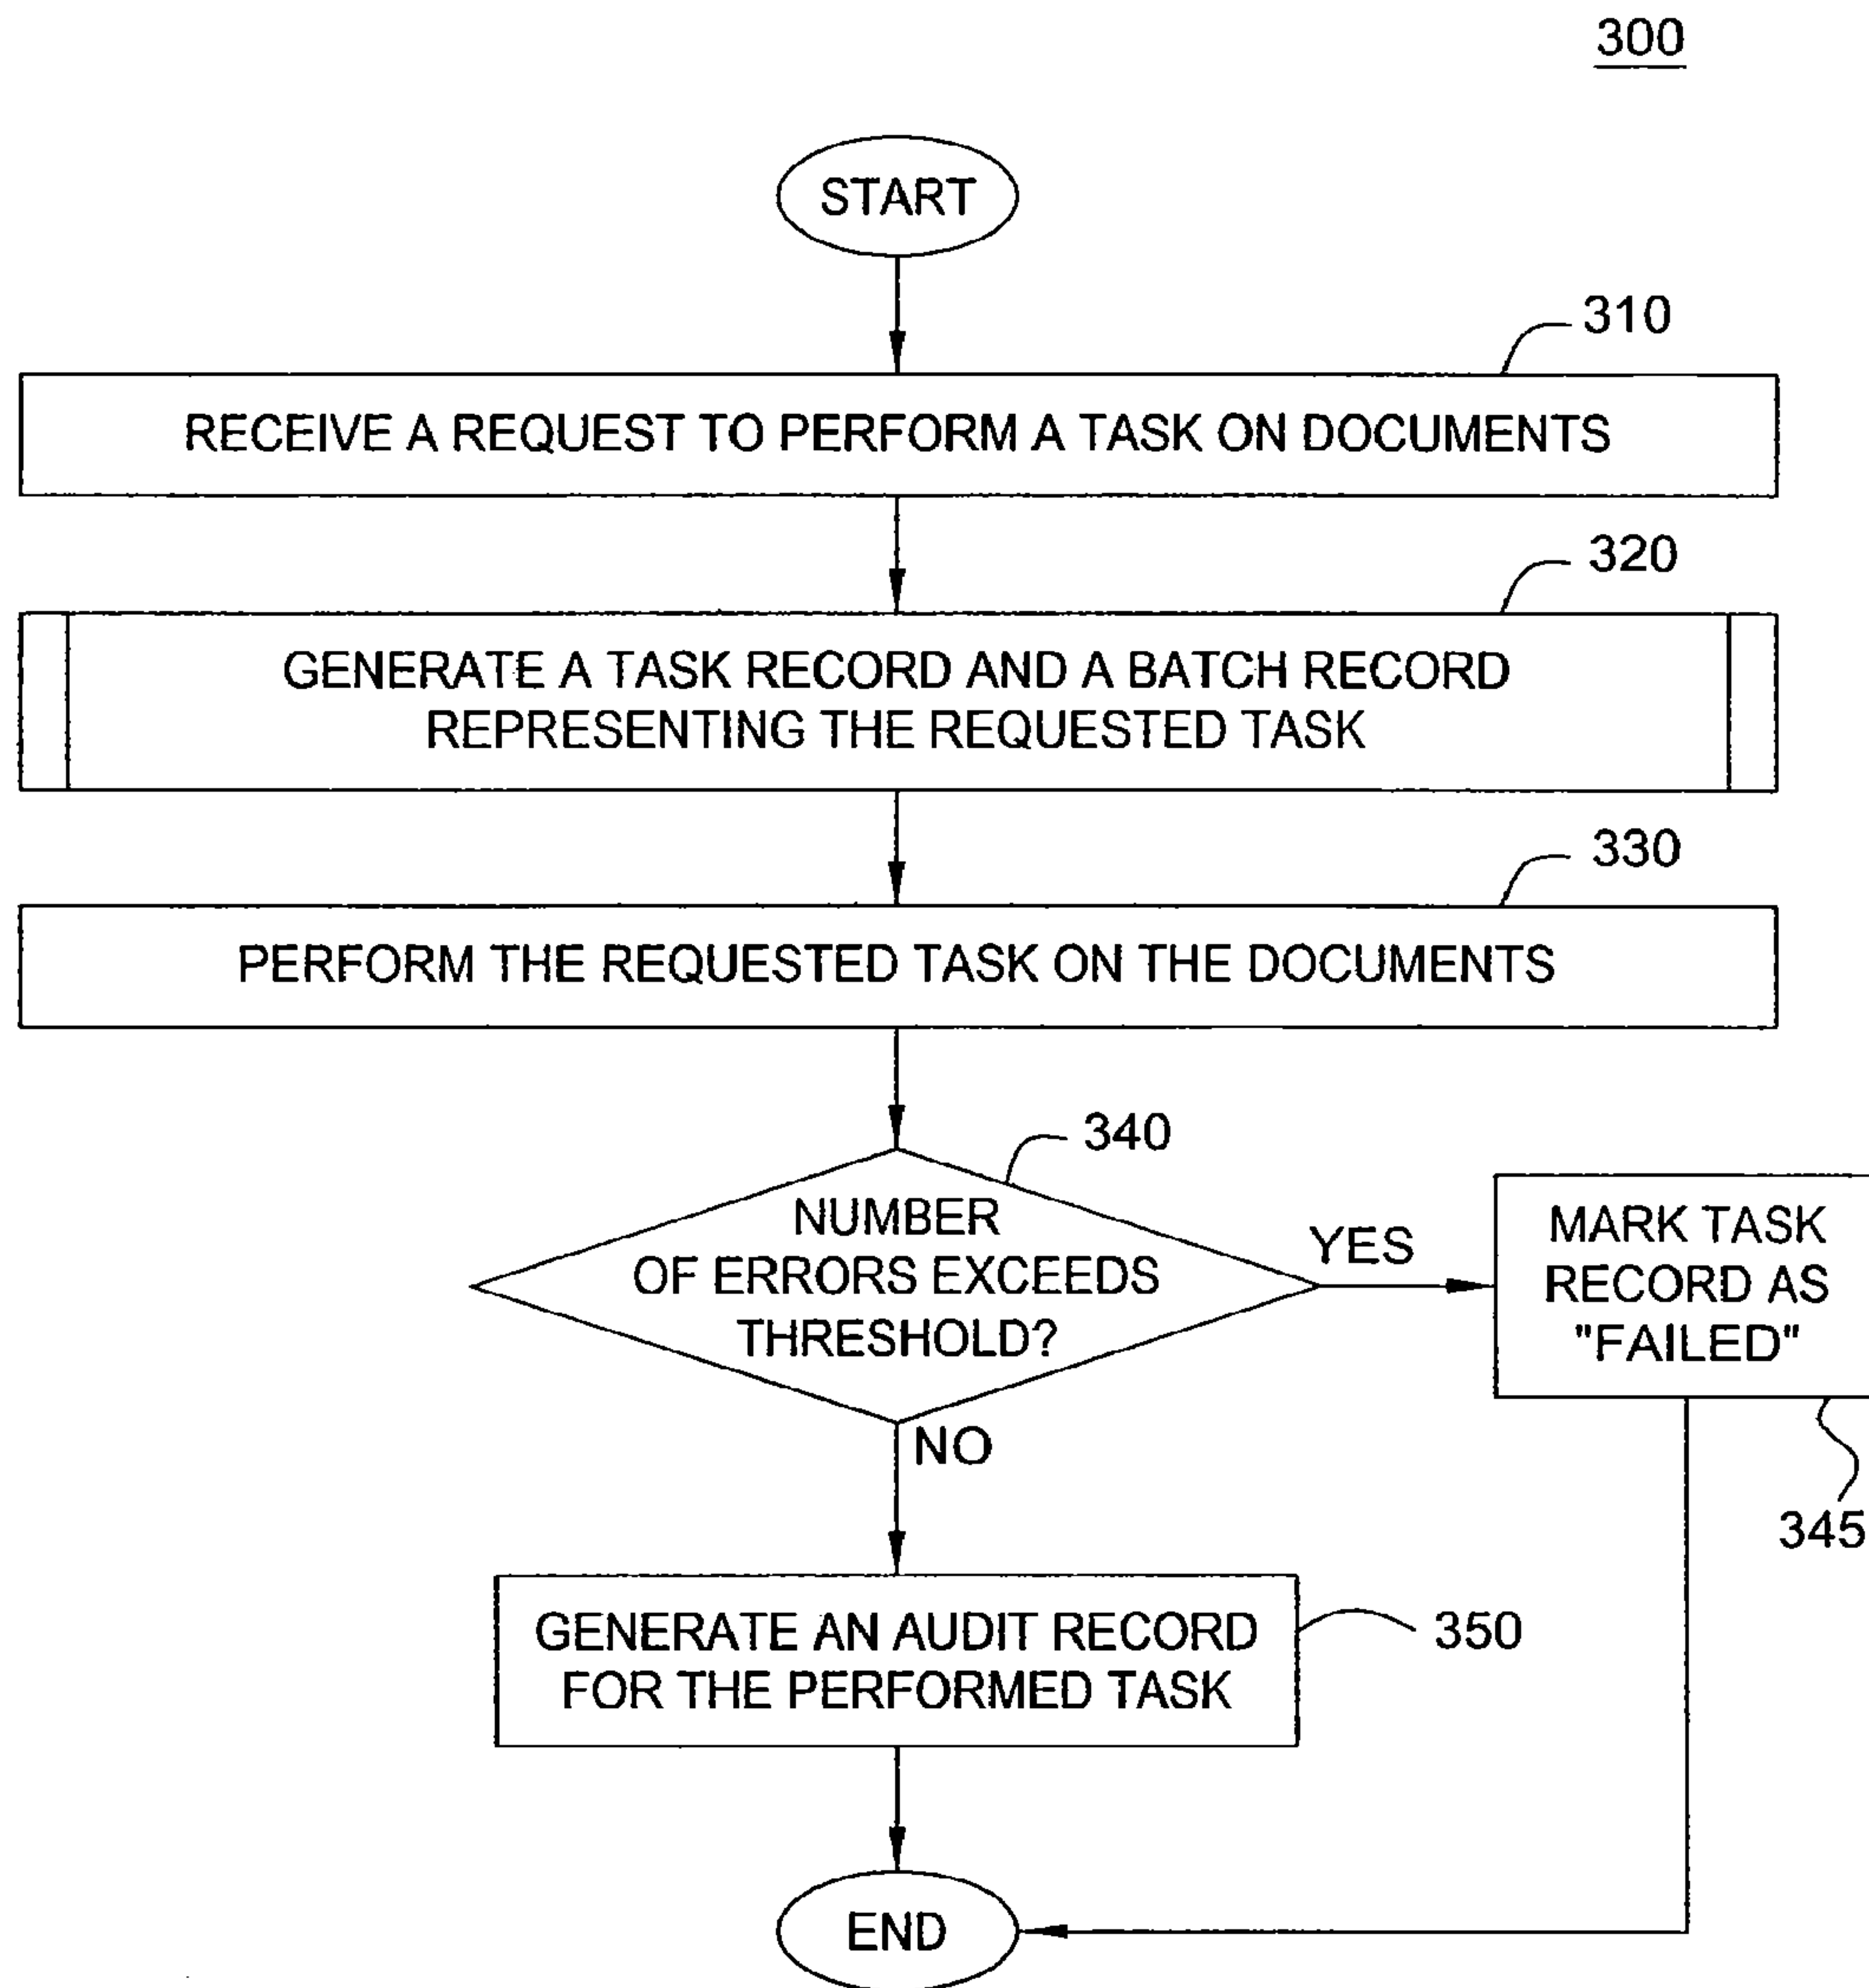 300
START
310
RECEIVE A REQUEST TO PERFORM A TASK ON DOCUMENTS
320
GENERATE A TASK RECORD AND A BATCH RECORD
REPRESENTING THE REQUESTED TASK
330
PERFORM THE REQUESTED TASK ON THE DOCUMENTS
340
NUMBER
OF ERRORS EXCEEDS
THRESHOLD?
YES
MARK TASK
RECORD AS
"FAILED"
345
NO
GENERATE AN AUDIT RECORD
FOR THE PERFORMED TASK
350
END